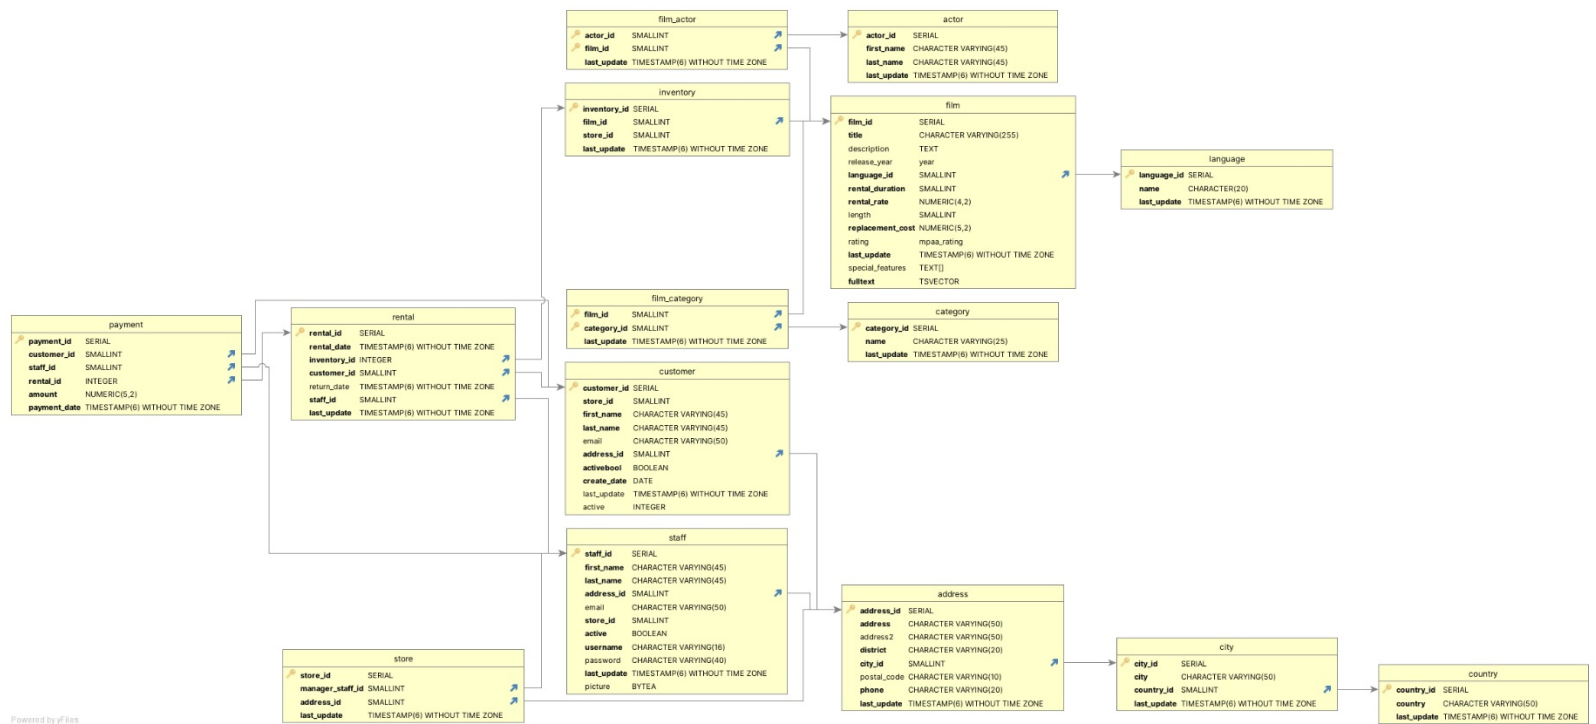 film_actor
actor_id SMALLINT
film_id SMALLINT
last_update TIMESTAMP(6) WITHOUT TIME ZONE
actor
actor_id SERIAL
first_name CHARACTER VARYING(45)
last_name CHARACTER VARYING(45)
last_update TIMESTAMP(6) WITHOUT TIME ZONE
inventory
inventory_id SERIAL
film_id SMALLINT
store_id SMALLINT
last_update TIMESTAMP(6) WITHOUT TIME ZONE
film
film_id SERIAL
title CHARACTER VARYING(255)
description TEXT
release_year year
language_id SMALLINT
rental_duration SMALLINT
rental_rate NUMERIC(4,2)
length SMALLINT
replacement_cost NUMERIC(5,2)
rating mpaa_rating
last_update TIMESTAMP(6) WITHOUT TIME ZONE
special_features TEXT[]
fulltext TSVECTOR
language
language_id SERIAL
name CHARACTER(20)
last_update TIMESTAMP(6) WITHOUT TIME ZONE
film_category
film_id SMALLINT
category_id SMALLINT
last_update TIMESTAMP(6) WITHOUT TIME ZONE
category
category_id SERIAL
name CHARACTER VARYING(25)
last_update TIMESTAMP(6) WITHOUT TIME ZONE
payment
payment_id SERIAL
customer_id SMALLINT
staff_id SMALLINT
rental_id INTEGER
amount NUMERIC(5,2)
payment_date TIMESTAMP(6) WITHOUT TIME ZONE
rental
rental_id SERIAL
rental_date TIMESTAMP(6) WITHOUT TIME ZONE
inventory_id INTEGER
customer_id SMALLINT
return_date TIMESTAMP(6) WITHOUT TIME ZONE
staff_id SMALLINT
last_update TIMESTAMP(6) WITHOUT TIME ZONE
customer
customer_id SERIAL
store_id SMALLINT
first_name CHARACTER VARYING(45)
last_name CHARACTER VARYING(45)
email CHARACTER VARYING(50)
address_id SMALLINT
activebool BOOLEAN
create_date DATE
last_update TIMESTAMP(6) WITHOUT TIME ZONE
active INTEGER
staff
staff_id SERIAL
first_name CHARACTER VARYING(45)
last_name CHARACTER VARYING(45)
address_id SMALLINT
email CHARACTER VARYING(50)
store_id SMALLINT
active BOOLEAN
username CHARACTER VARYING(16)
password CHARACTER VARYING(40)
last_update TIMESTAMP(6) WITHOUT TIME ZONE
picture BYTEA
store
store_id SERIAL
manager_staff_id SMALLINT
address_id SMALLINT
last_update TIMESTAMP(6) WITHOUT TIME ZONE
address
address_id SERIAL
address CHARACTER VARYING(50)
address2 CHARACTER VARYING(50)
district CHARACTER VARYING(20)
city_id SMALLINT
postal_code CHARACTER VARYING(10)
phone CHARACTER VARYING(20)
last_update TIMESTAMP(6) WITHOUT TIME ZONE
city
city_id SERIAL
city CHARACTER VARYING(50)
country_id SMALLINT
last_update TIMESTAMP(6) WITHOUT TIME ZONE
country
country_id SERIAL
country CHARACTER VARYING(50)
last_update TIMESTAMP(6) WITHOUT TIME ZONE
Powered by yFiles